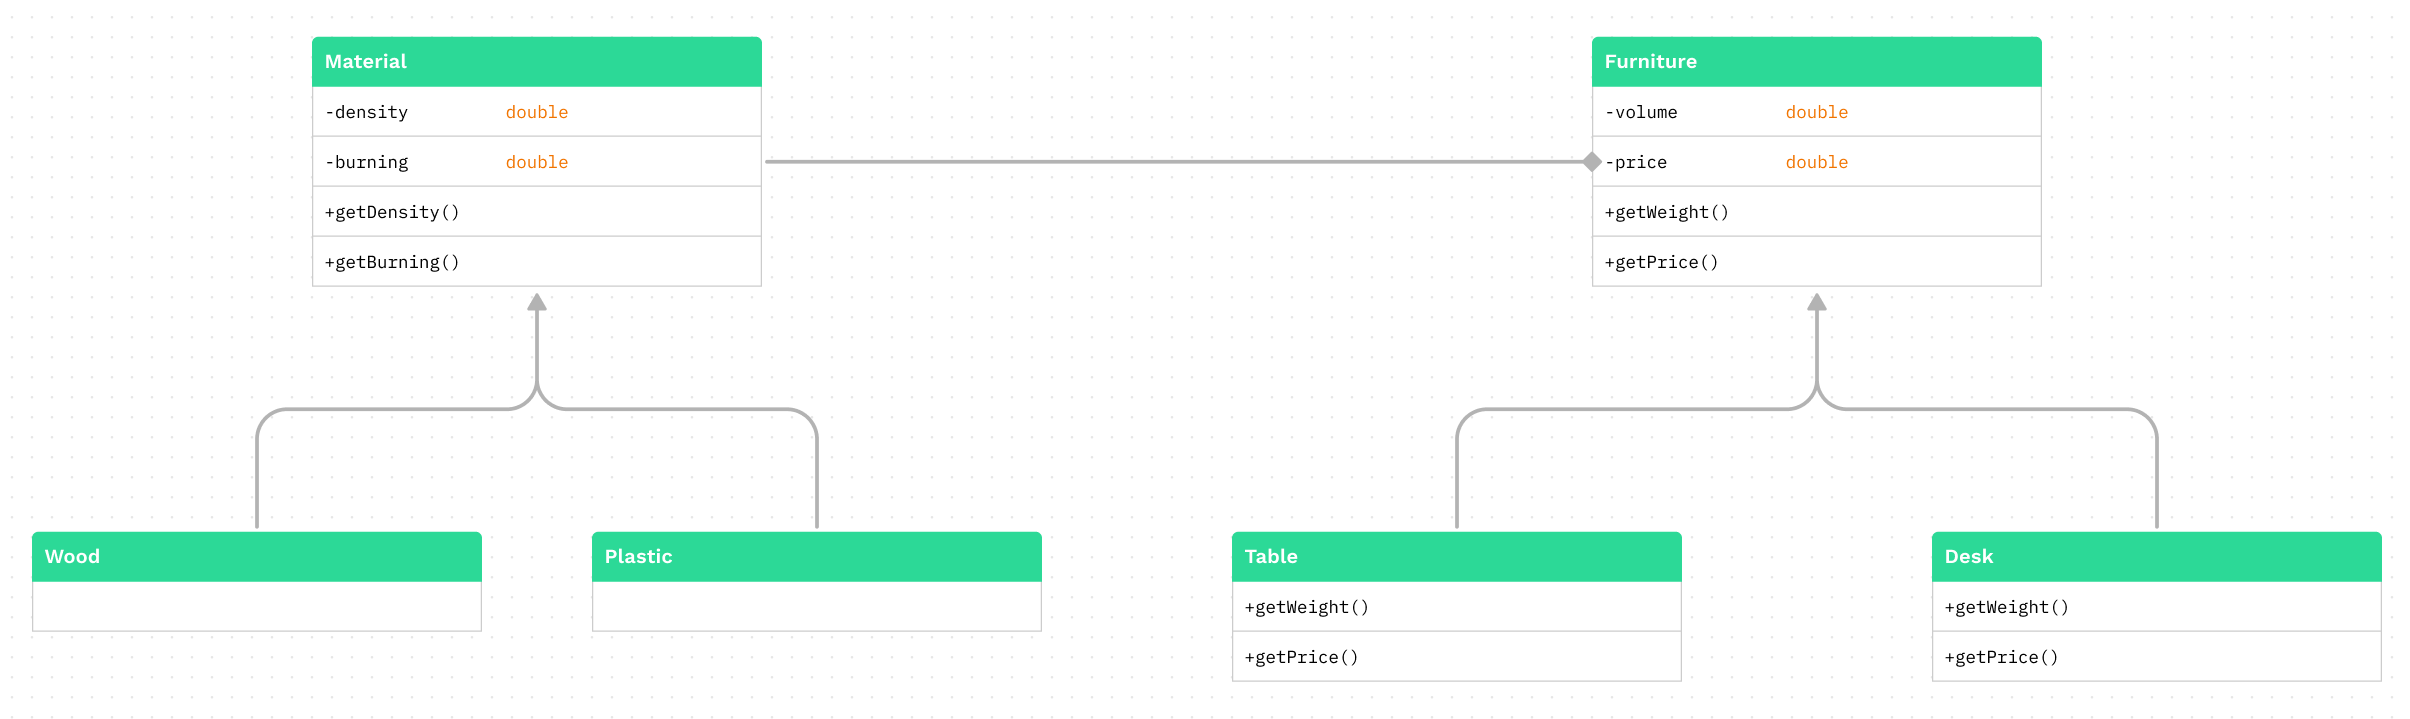 Material
-density double
-burning double
+getDensity()
+getBurning()
Furniture
-volume double
-price double
+getWeight()
+getPrice()
Wood
Plastic
Table
+getWeight()
+getPrice()
Desk
+getWeight()
+getPrice()